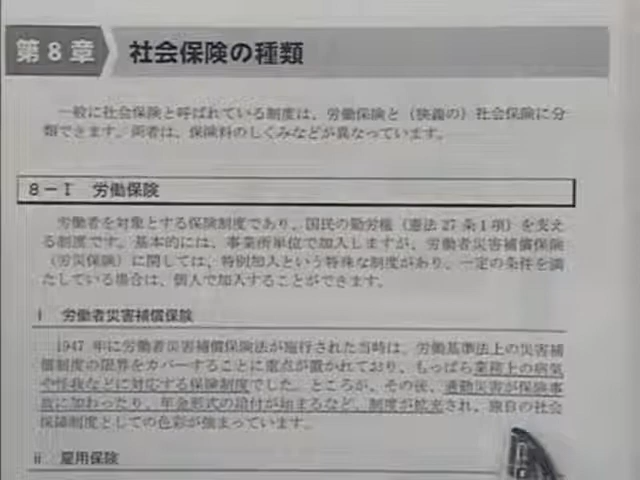 第8章 社会保険の種類
一般に社会保険と呼ばれている制度は、労働保険と（狭義の）社会保険に分
類できます。両者は、保険料のしくみなどが異なっています。
8－Ⅰ 労働保険
労働者を対象とする保険制度であり、国民の勤労権（憲法27条1項）を支え
る制度です。基本的には、事業所単位で加入しますが、労働者災害補償保険
（労災保険）に関しては、特別加入という特殊な制度があり、一定の条件を満
たしている場合は、個人で加入することができます。
ⅰ 労働者災害補償保険
1947年に労働者災害補償保険法が施行された当時は、労働基準法上の災害補
償制度の限界をカバーすることに重点が置かれており、もっぱら業務上の病気
や怪我などに対応する保険制度でした。ところが、その後、通勤災害が保険事
故に加わったり、年金形式の給付が始まるなど、制度が拡充され、独自の社会
保障制度としての色彩が強まっています。
ⅱ 雇用保険